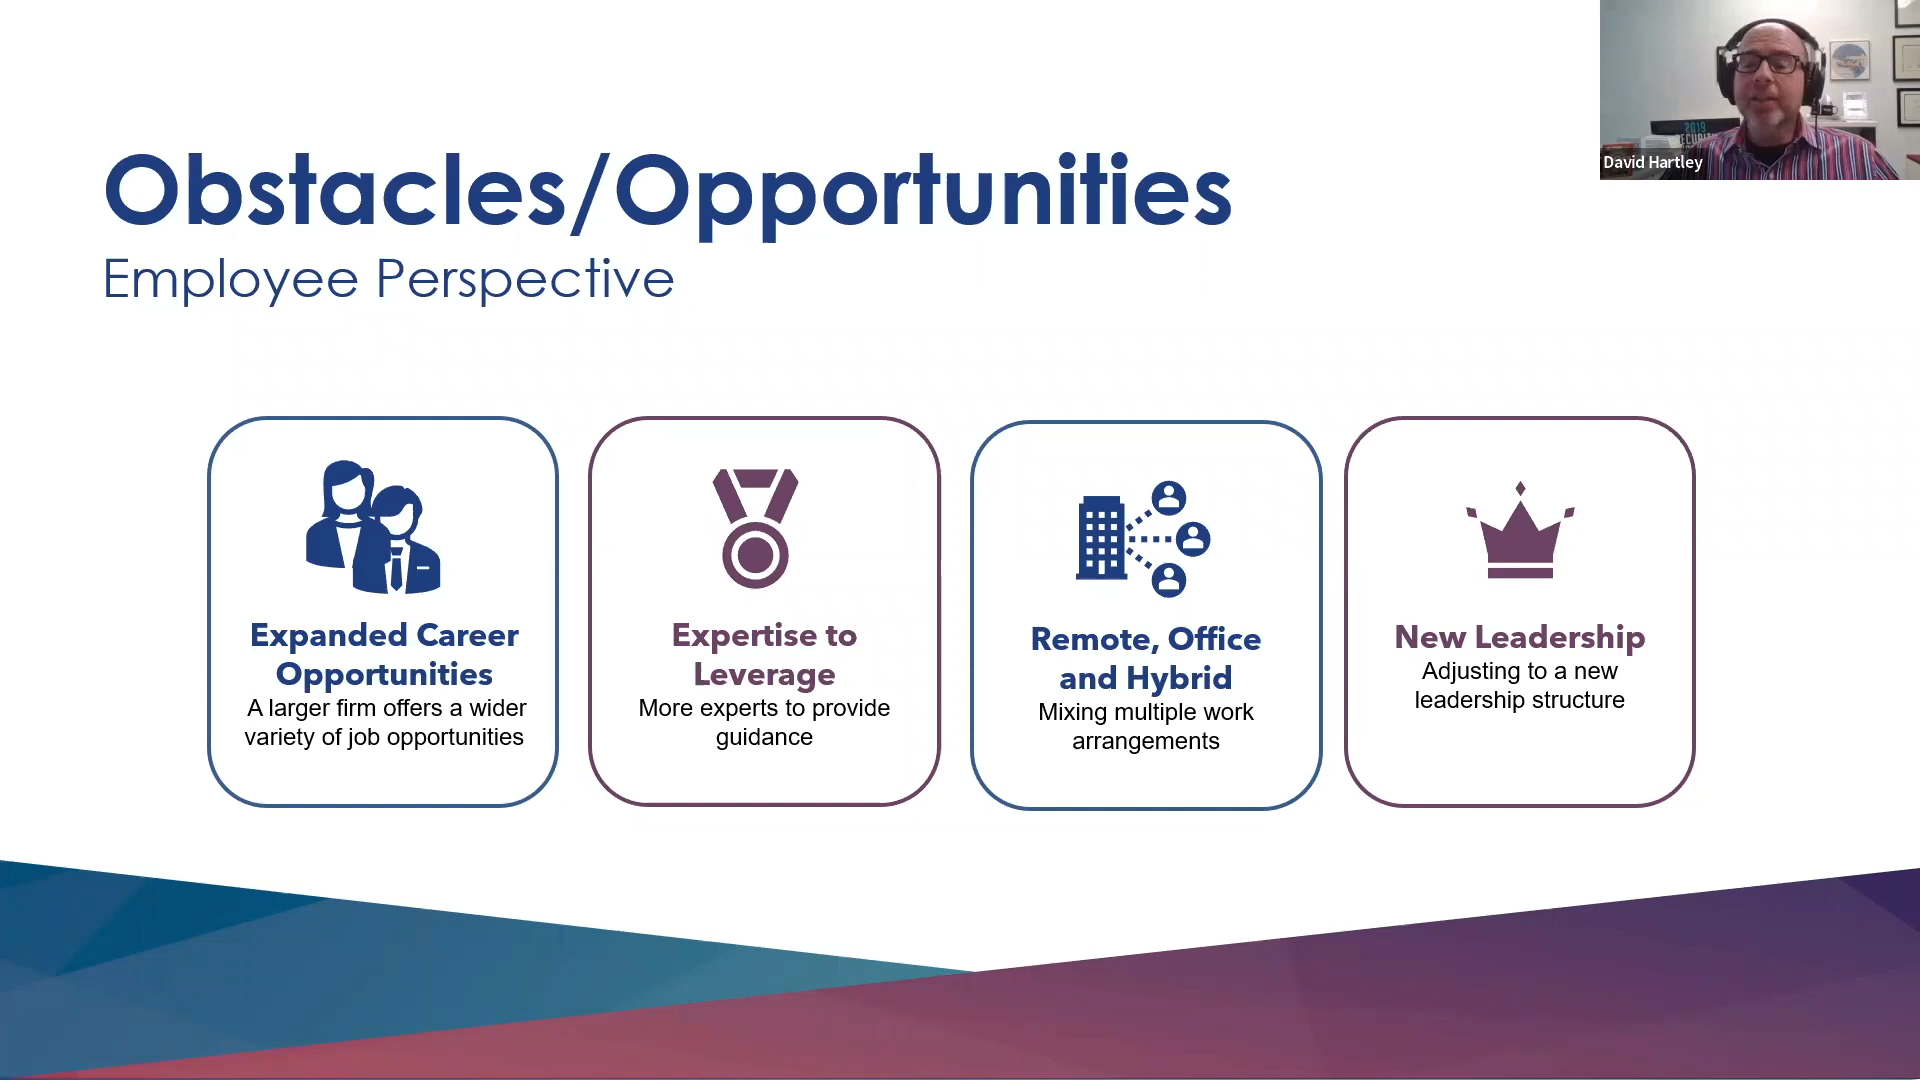 Obstacles/Opportunities
Employee Perspective
David Hartley
2019
Expanded Career
Opportunities
A larger firm offers a wider
variety of job opportunities
Expertise to
Leverage
More experts to provide
guidance
Remote, Office
and Hybrid
Mixing multiple work
arrangements
New Leadership
Adjusting to a new
leadership structure